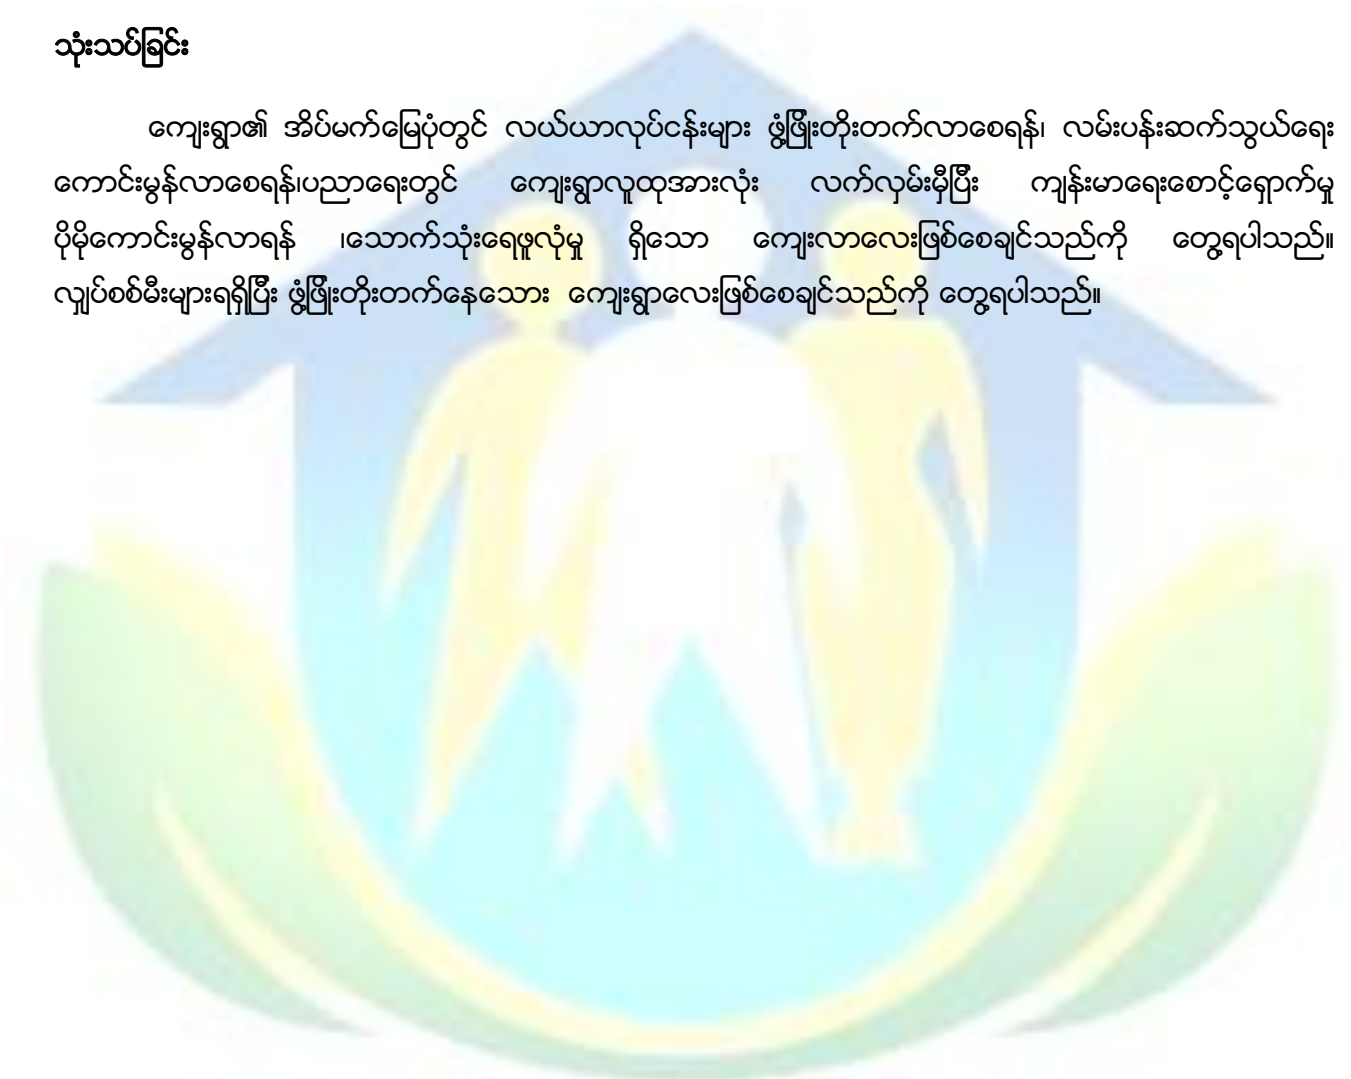 သုံးသပ်ခြင်း
ကျေးရွာ၏ အိပ်မက်မြေပုံတွင် လယ်ယာလုပ်ငန်းများ ဖွံ့ဖြိုးတိုးတက်လာစေရန်၊ လမ်းပန်းဆက်သွယ်ရေး
ကောင်းမွန်လာစေရန်၊ပညာရေးတွင် ကျေးရွာလူထုအားလုံး လက်လှမ်းမှီပြီး ကျန်းမာရေးစောင့်ရှောက်မှု
ပိုမိုကောင်းမွန်လာရန် ၊သောက်သုံးရေဖူလုံမှု ရှိသော ကျေးလာလေးဖြစ်စေချင်သည်ကို တွေ့ရပါသည်။
လျှပ်စစ်မီးများရရှိပြီး ဖွံ့ဖြိုးတိုးတက်နေသေား ကျေးရွာလေးဖြစ်စေချင်သည်ကို တွေ့ရပါသည်။